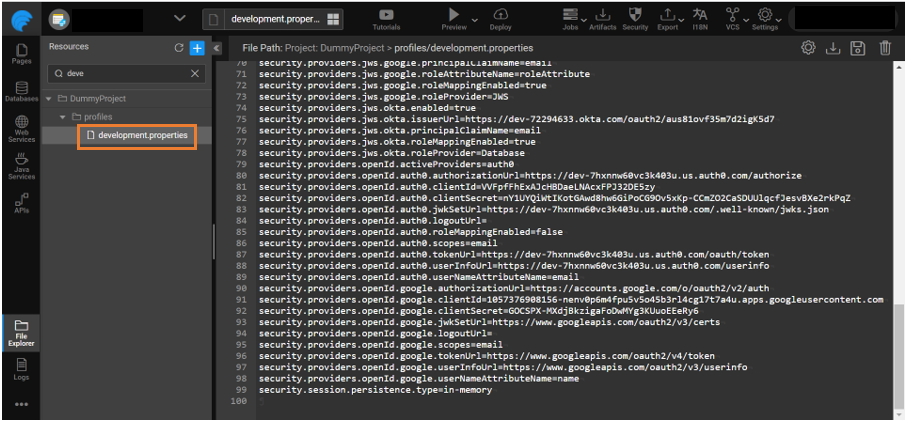 development.proper...
Tutorials
Preview
Deploy
Jobs
Artifacts
Security
Export
I18N
VCS
Settings
Pages
Databases
Web Services
Java Services
APIs
File Explorer
Logs
Resources
deve
DummyProject
profiles
development.properties
File Path: Project: DummyProject > profiles/development.properties
70 security.providers.jws.google.principalClaimName=email
71 security.providers.jws.google.roleAttributeName=roleAttribute
72 security.providers.jws.google.roleMappingEnabled=true
73 security.providers.jws.google.roleProvider=JWS
74 security.providers.jws.okta.enabled=true
75 security.providers.jws.okta.issuerUrl=https://dev-72294633.okta.com/oauth2/aus81ovf35m7d2igK5d7
76 security.providers.jws.okta.principalClaimName=email
77 security.providers.jws.okta.roleMappingEnabled=true
78 security.providers.jws.okta.roleProvider=Database
79 security.providers.openId.activeProviders=auth0
80 security.providers.openId.auth0.authorizationUrl=https://dev-7hxnnw60vc3k403u.us.auth0.com/authorize
81 security.providers.openId.auth0.clientId=VVFpfFhExAJcHBDaeLNAcxFPJ32DE5zy
82 security.providers.openId.auth0.clientSecret=nY1UYQiWtIKotGAwd8hw6GiPoCG9Ov5xKp-CCmZO2CaSDUUlqcfJesvBXe2rkPqZ
83 security.providers.openId.auth0.jwkSetUrl=https://dev-7hxnnw60vc3k403u.us.auth0.com/.well-known/jwks.json
84 security.providers.openId.auth0.logoutUrl=
85 security.providers.openId.auth0.roleMappingEnabled=false
86 security.providers.openId.auth0.scopes=email
87 security.providers.openId.auth0.tokenUrl=https://dev-7hxnnw60vc3k403u.us.auth0.com/oauth/token
88 security.providers.openId.auth0.userInfoUrl=https://dev-7hxnnw60vc3k403u.us.auth0.com/userinfo
89 security.providers.openId.auth0.userNameAttributeName=email
90 security.providers.openId.google.authorizationUrl=https://accounts.google.com/o/oauth2/v2/auth
91 security.providers.openId.google.clientId=1057376908156-nenv0p6m4fpu5v5o45b3rl4cg17t7a4u.apps.googleusercontent.com
92 security.providers.openId.google.clientSecret=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
93 security.providers.openId.google.jwkSetUrl=https://www.googleapis.com/oauth2/v3/certs
94 security.providers.openId.google.logoutUrl=
95 security.providers.openId.google.scopes=email
96 security.providers.openId.google.tokenUrl=https://www.googleapis.com/oauth2/v4/token
97 security.providers.openId.google.userInfoUrl=https://www.googleapis.com/oauth2/v3/userinfo
98 security.providers.openId.google.userNameAttributeName=name
99 security.session.persistence.type=in-memory
100